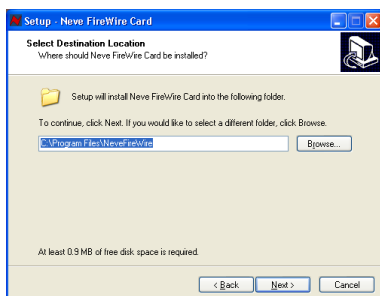 Setup - Neve FireWire Card
Select Destination Location
Where should Neve FireWire Card be installed?
Setup will install Neve FireWire Card into the following folder.
To continue, click Next. If you would like to select a different folder, click Browse.
C:\Program Files\NeveFireWire
Browse...
At least 0.9 MB of free disk space is required.
< Back
Next >
Cancel